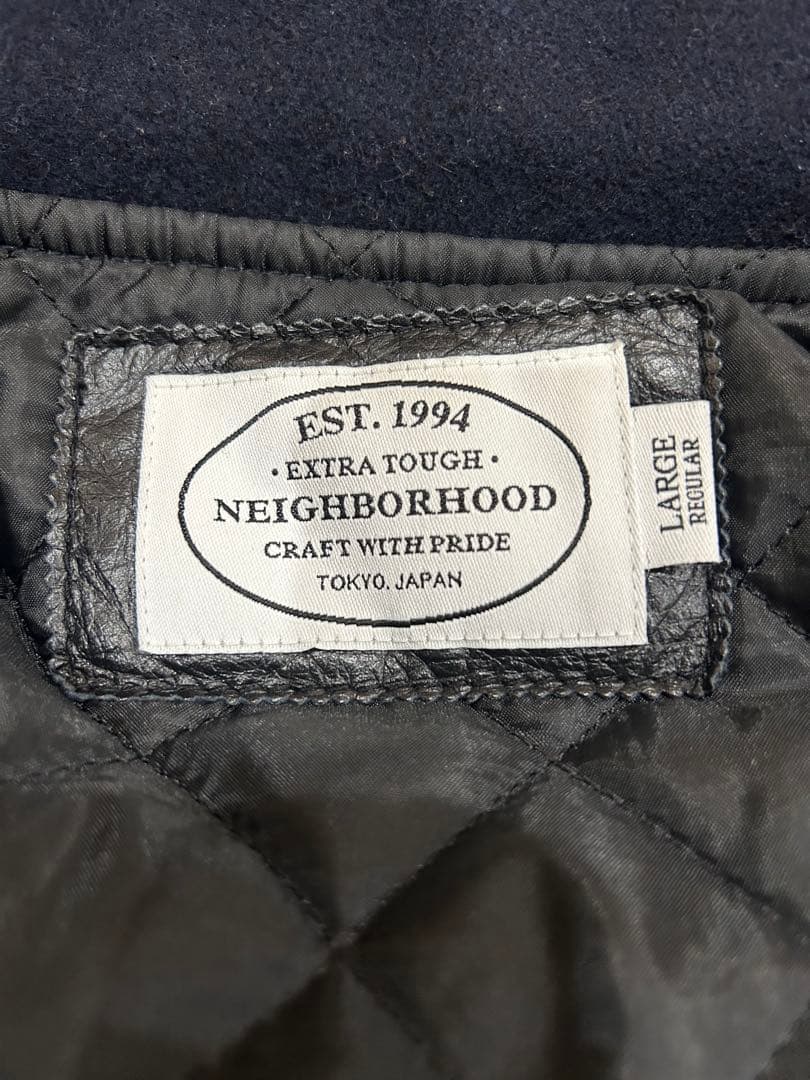 EST. 1994
· EXTRA TOUGH ·
NEIGHBORHOOD
CRAFT WITH PRIDE
TOKYO. JAPAN
LARGE
REGULAR